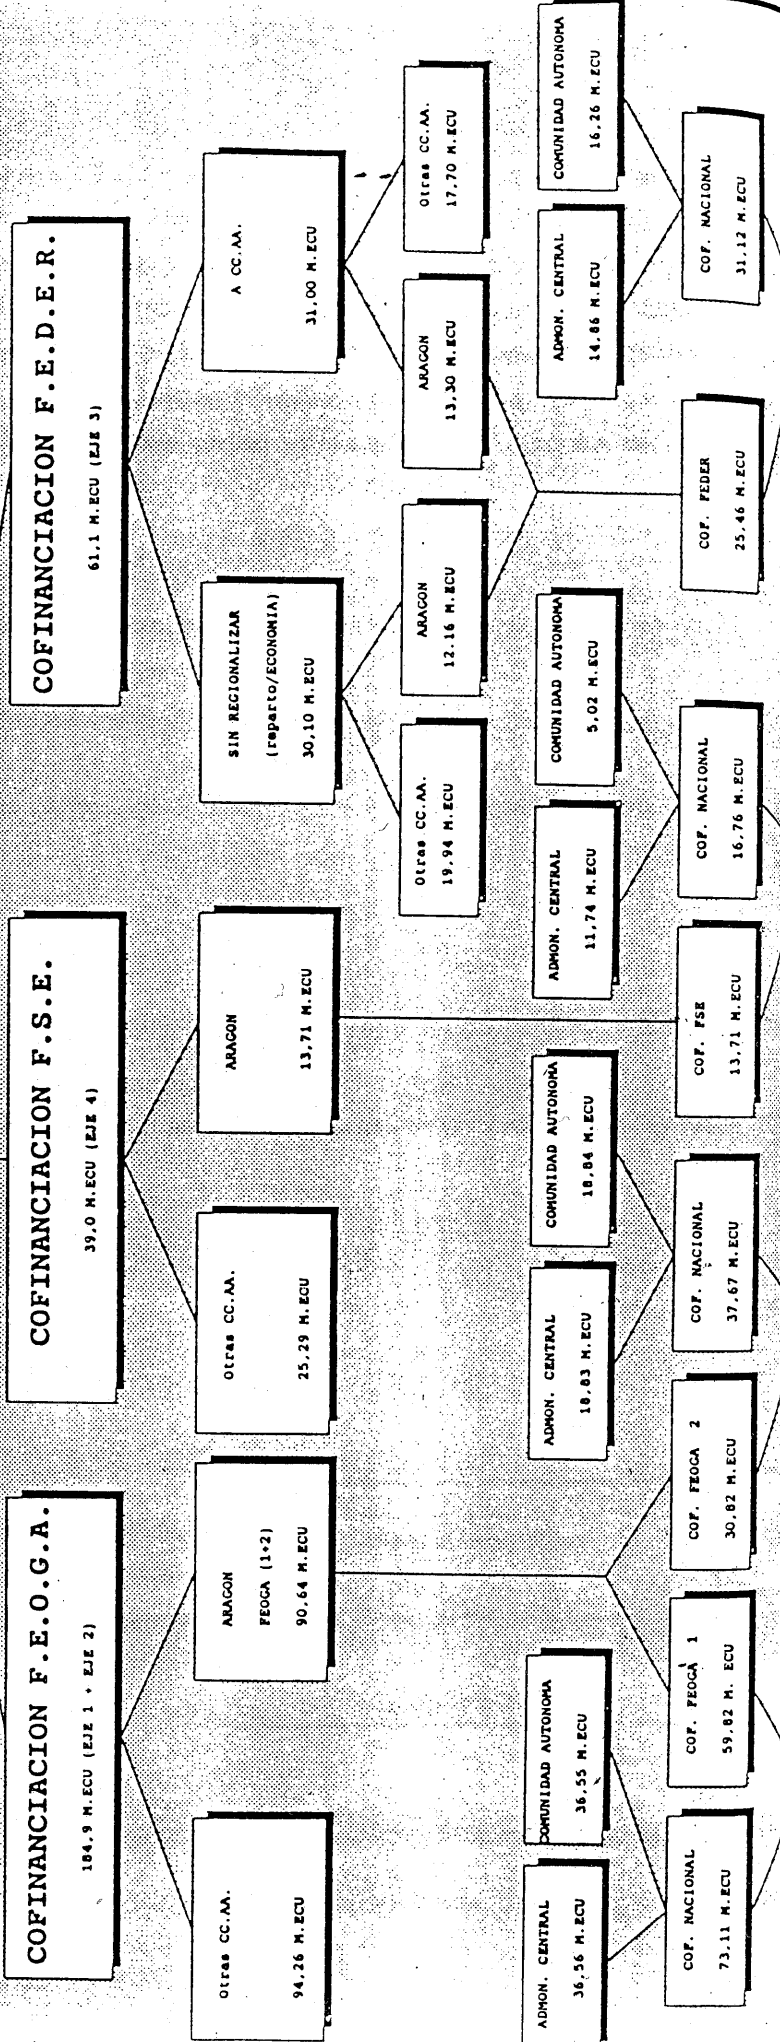 COFINANCIACION F.E.O.G.A.
184,9 M.ECU (EJE 1 + EJE 2)
COFINANCIACION F.S.E.
39,0 M.ECU (EJE 4)
COFINANCIACION F.E.D.E.R.
61,1 M.ECU (EJE 3)
Otras CC.AA.
94,26 M.ECU
ARAGON
FEOGA (1+2)
90,64 M.ECU
Otras CC.AA.
25,29 M.ECU
ARAGON
13,71 M.ECU
SIN REGIONALIZAR
(reparto/ECONOMIA)
30,10 M.ECU
A CC.AA.
31,00 M.ECU
Otras CC.AA.
19,94 M.ECU
ARAGON
12.16 M.ECU
ARAGON
13,30 M.ECU
Otras CC.AA.
17,70 M.ECU
ADMON. CENTRAL
36,56 M.ECU
COMUNIDAD AUTONOMA
36,55 M.ECU
ADMON. CENTRAL
18,83 M.ECU
COMUNIDAD AUTONOMA
18,84 M.ECU
ADMON. CENTRAL
11,74 M.ECU
COMUNIDAD AUTONOMA
5,02 M.ECU
ADMON. CENTRAL
14,86 M.ECU
COMUNIDAD AUTONOMA
16,26 M.ECU
COF. NACIONAL
73,11 M.ECU
COF. FEOGA 1
59,82 M. ECU
COF. FEOGA 2
30,82 M.ECU
COF. NACIONAL
37,67 M.ECU
COF. FSE
13,71 M.ECU
COF. NACIONAL
16,76 M.ECU
COF. FEDER
25,46 M.ECU
COF. NACIONAL
31,12 M.ECU